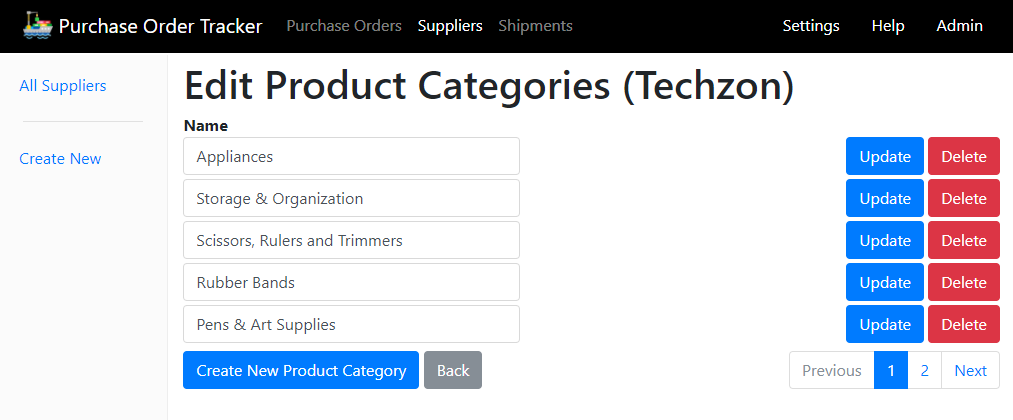 Purchase Order Tracker Purchase Orders Suppliers Shipments Settings Help Admin
All Suppliers
Create New
Edit Product Categories (Techzon)
Name
Appliances Update Delete
Storage & Organization Update Delete
Scissors, Rulers and Trimmers Update Delete
Rubber Bands Update Delete
Pens & Art Supplies Update Delete
Create New Product Category Back Previous 1 2 Next